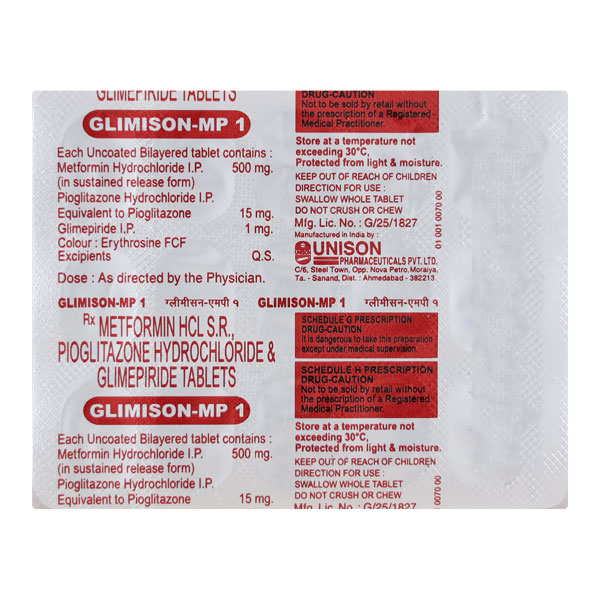 GLIMEPIRIDE TABLETS
GLIMISON-MP 1
Each Uncoated Bilayered tablet contains :
Metformin Hydrochloride I.P. 500 mg.
(in sustained release form)
Pioglitazone Hydrochloride I.P.
Equivalent to Pioglitazone 15 mg.
Glimepiride I.P. 1 mg.
Colour : Erythrosine FCF
Excipients Q.S.
Dose : As directed by the Physician.
DRUG-CAUTION
Not to be sold by retail without
the prescription of a Registered
Medical Practitioner.
Store at a temperature not
exceeding 30°C,
Protected from light & moisture.
KEEP OUT OF REACH OF CHILDREN
DIRECTION FOR USE :
SWALLOW WHOLE TABLET
DO NOT CRUSH OR CHEW
Mfg. Lic. No. : G/25/1827
Manufactured in India by :
UNISON
PHARMACEUTICALS PVT. LTD.
C/6, Steel Town, Opp. Nova Petro, Moraiya,
Ta. - Sanand, Dist. : Ahmedabad - 382213.
01 001 0070 00
GLIMISON-MP 1 ग्लीमीसन-एमपी १ GLIMISON-MP 1 ग्लीमीसन-एमपी १
Rx METFORMIN HCL S.R.,
PIOGLITAZONE HYDROCHLORIDE &
GLIMEPIRIDE TABLETS
GLIMISON-MP 1
Each Uncoated Bilayered tablet contains :
Metformin Hydrochloride I.P. 500 mg.
(in sustained release form)
Pioglitazone Hydrochloride I.P.
Equivalent to Pioglitazone 15 mg.
SCHEDULE G PRESCRIPTION
DRUG-CAUTION
It is dangerous to take this preparation
except under medical supervision.
SCHEDULE H PRESCRIPTION
DRUG-CAUTION
Not to be sold by retail without
the prescription of a Registered
Medical Practitioner.
Store at a temperature not
exceeding 30°C,
Protected from light & moisture.
KEEP OUT OF REACH OF CHILDREN
DIRECTION FOR USE :
SWALLOW WHOLE TABLET
DO NOT CRUSH OR CHEW
Mfg. Lic. No. : G/25/1827
0070 00